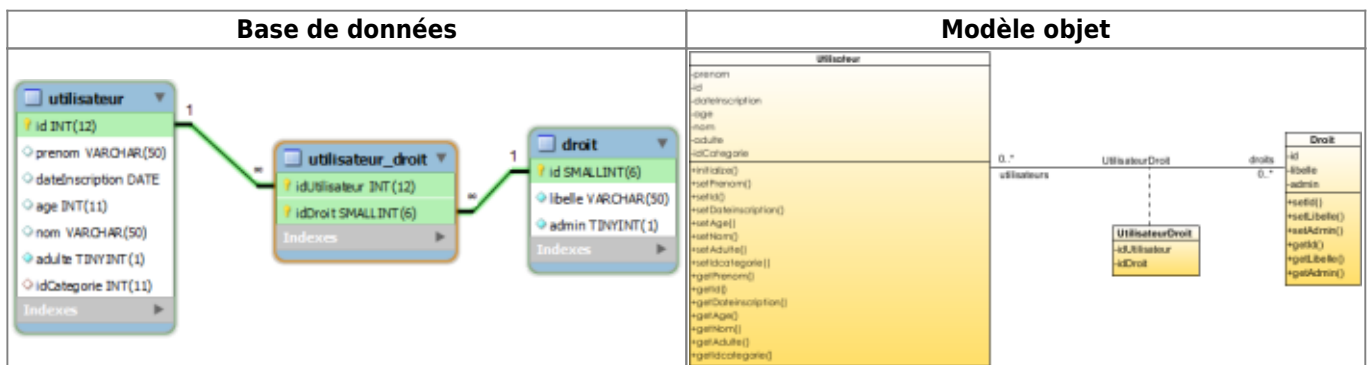 Base de données
Modèle objet
utilisateur
id INT(12)
prenom VARCHAR(50)
dateInscription DATE
age INT(11)
nom VARCHAR(50)
adulte TINYINT(1)
idCategorie INT(11)
Indexes
1
∞
utilisateur_droit
idUtilisateur INT(12)
idDroit SMALLINT(6)
Indexes
∞
1
droit
id SMALLINT(6)
libelle VARCHAR(50)
admin TINYINT(1)
Indexes
Utilisateur
-prenom
-id
-dateInscription
-age
-nom
-adulte
-idCategorie
+initialize()
+setPrenom()
+setId()
+setDateinscription()
+setAge()
+setNom()
+setAdulte()
+setIdcategorie()
+getPrenom()
+getId()
+getDateinscription()
+getAge()
+getNom()
+getAdulte()
+getIdcategorie()
0..*
utilisateurs
UtilisateurDroit
droits
0..*
UtilisateurDroit
-idUtilisateur
-idDroit
Droit
-id
-libelle
-admin
+setId()
+setLibelle()
+setAdmin()
+getId()
+getLibelle()
+getAdmin()